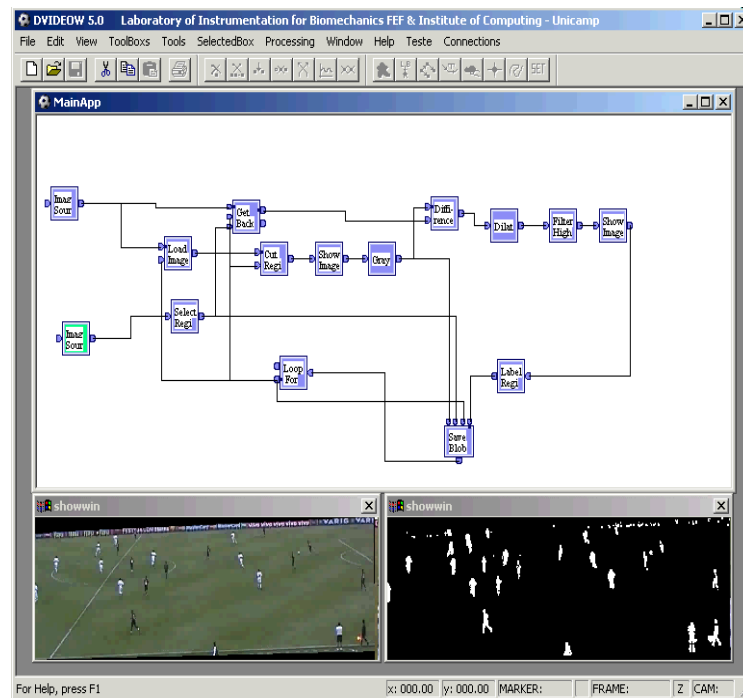 DVIDEOW 5.0 Laboratory of Instrumentation for Biomechanics FEF & Institute of Computing - Unicamp
File Edit View ToolBoxs Tools SelectedBox Processing Window Help Teste Connections
SET
MainApp
Imag
Sour
Get
Back
Diffe-
rence
Dilat
Filter
High
Show
Image
Load
Image
Cut
Regi
Show
Image
Gray
Select
Regi
Imag
Sour
Loop
For
Label
Regi
Save
Blob
showwin
showwin
For Help, press F1
x: 000.00 y: 000.00 MARKER: FRAME: Z CAM: